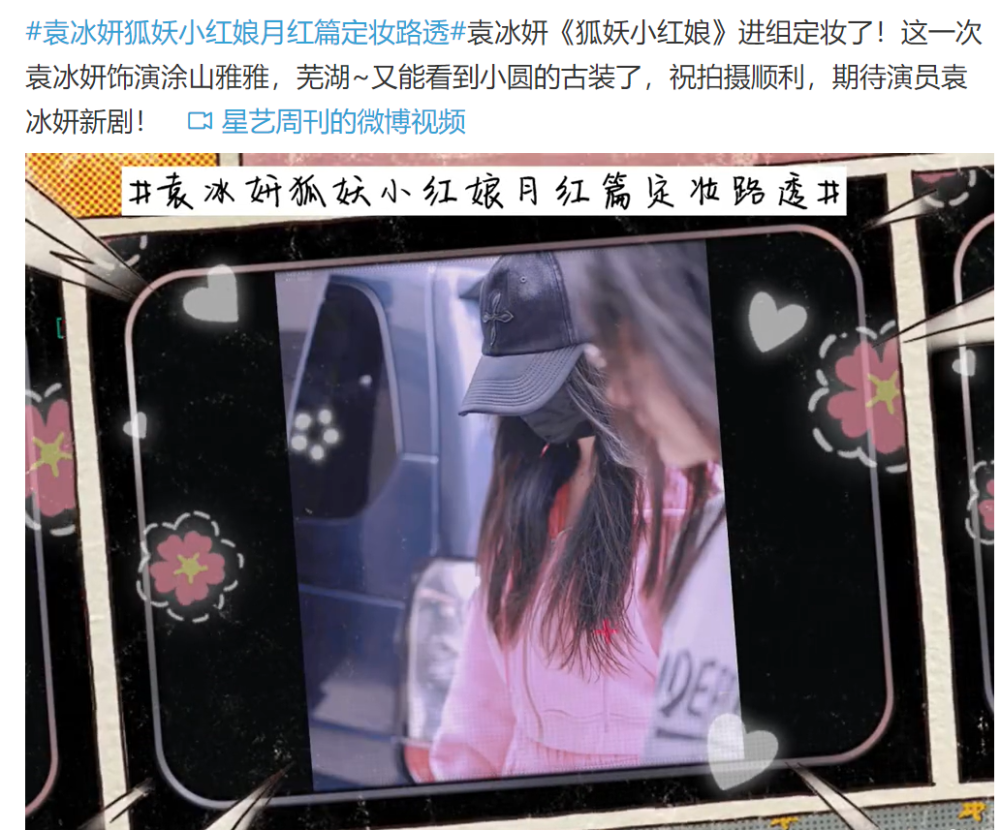 #袁冰妍狐妖小红娘月红篇定妆路透#袁冰妍《狐妖小红娘》进组定妆了！这一次
袁冰妍饰演涂山雅雅，芜湖~又能看到小圆的古装了，祝拍摄顺利，期待演员袁
冰妍新剧！ 星艺周刊的微博视频
#袁冰妍狐妖小红娘月红篇定妆路透#